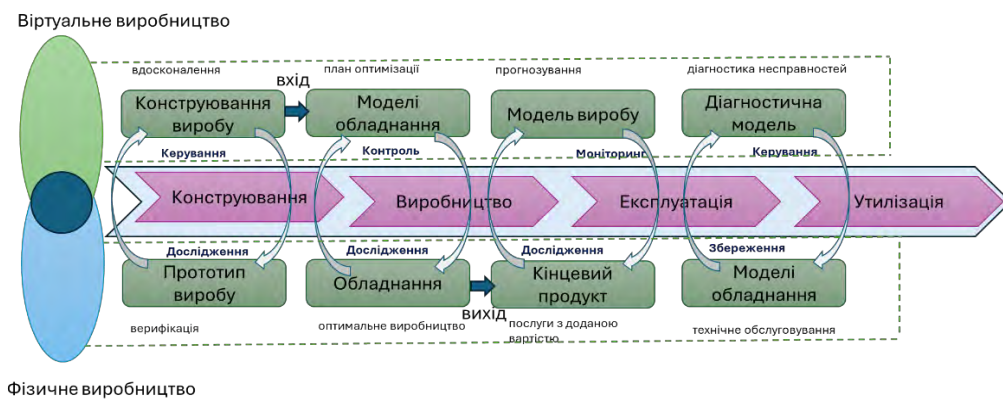 Віртуальне виробництво
вдосконалення
вхід
план оптимізації
прогнозування
діагностика несправностей
Конструювання
виробу
Моделі
обладнання
Модель виробу
Діагностична
модель
Керування
Контроль
Моніторинг
Керування
Конструювання
Виробництво
Експлуатація
Утилізація
Дослідження
Дослідження
Дослідження
Збереження
Прототип
виробу
Обладнання
Кінцевий
продукт
Моделі
обладнання
вихід
верифікація
оптимальне виробництво
послуги з доданою
вартістю
технічне обслуговування
Фізичне виробництво